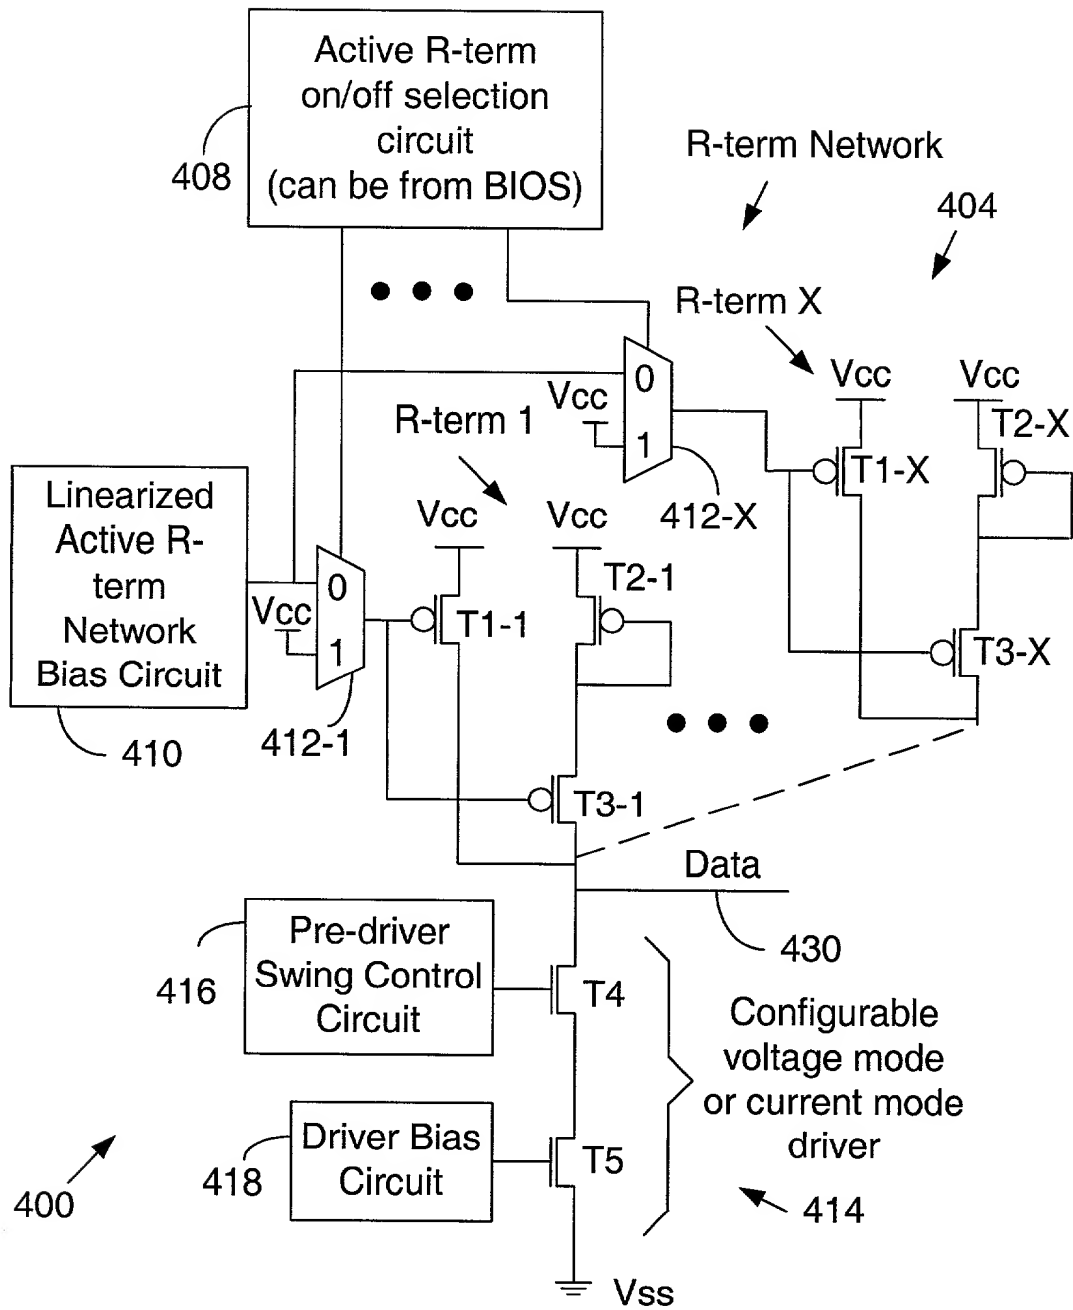 Active R-term
on/off selection
circuit
(can be from BIOS)
408
R-term Network
404
R-term X
Vcc
Vcc
0
Vcc
1
T2-X
R-term 1
T1-X
412-X
Linearized
Active R-
term
Network
Bias Circuit
Vcc
Vcc
0
Vcc
1
T2-1
T1-1
T3-X
412-1
410
T3-1
Data
430
Pre-driver
Swing Control
Circuit
416
T4
Configurable
voltage mode
or current mode
driver
Driver Bias
Circuit
418
T5
400
414
Vss